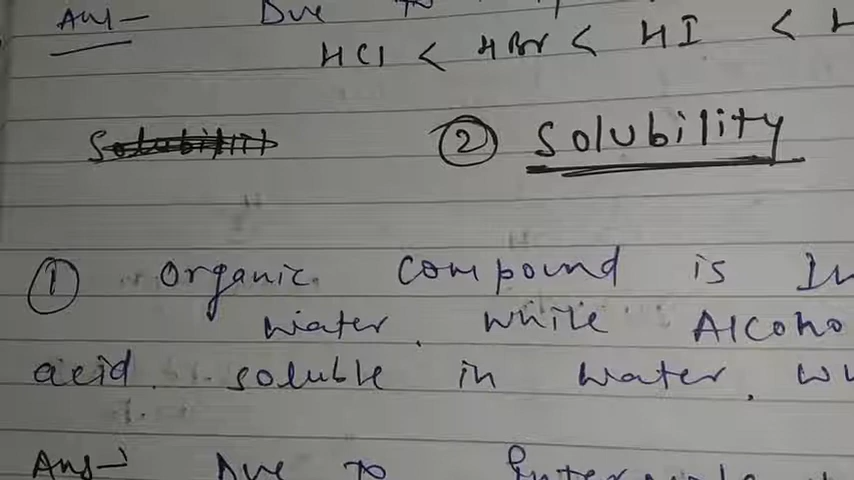 Ans - Due to
HCl < HBr < HI <
② Solubility
① Organic compound is
water. while Alcoho
acid soluble in water. w
Ans → Due to